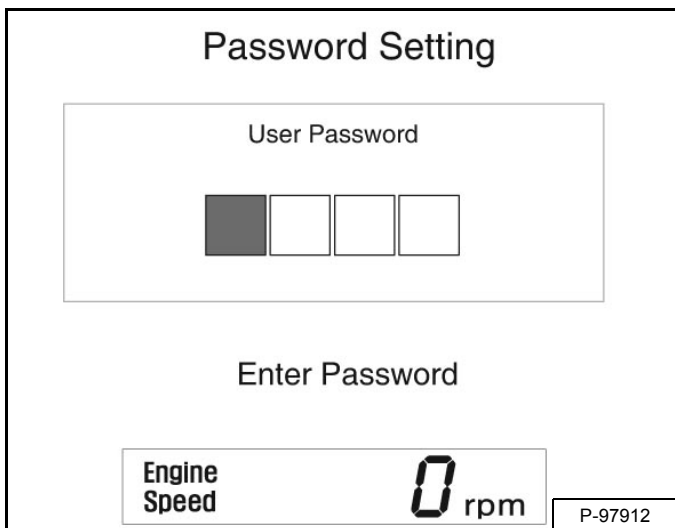 Password Setting
User Password
Enter Password
Engine
Speed
0 rpm
P-97912